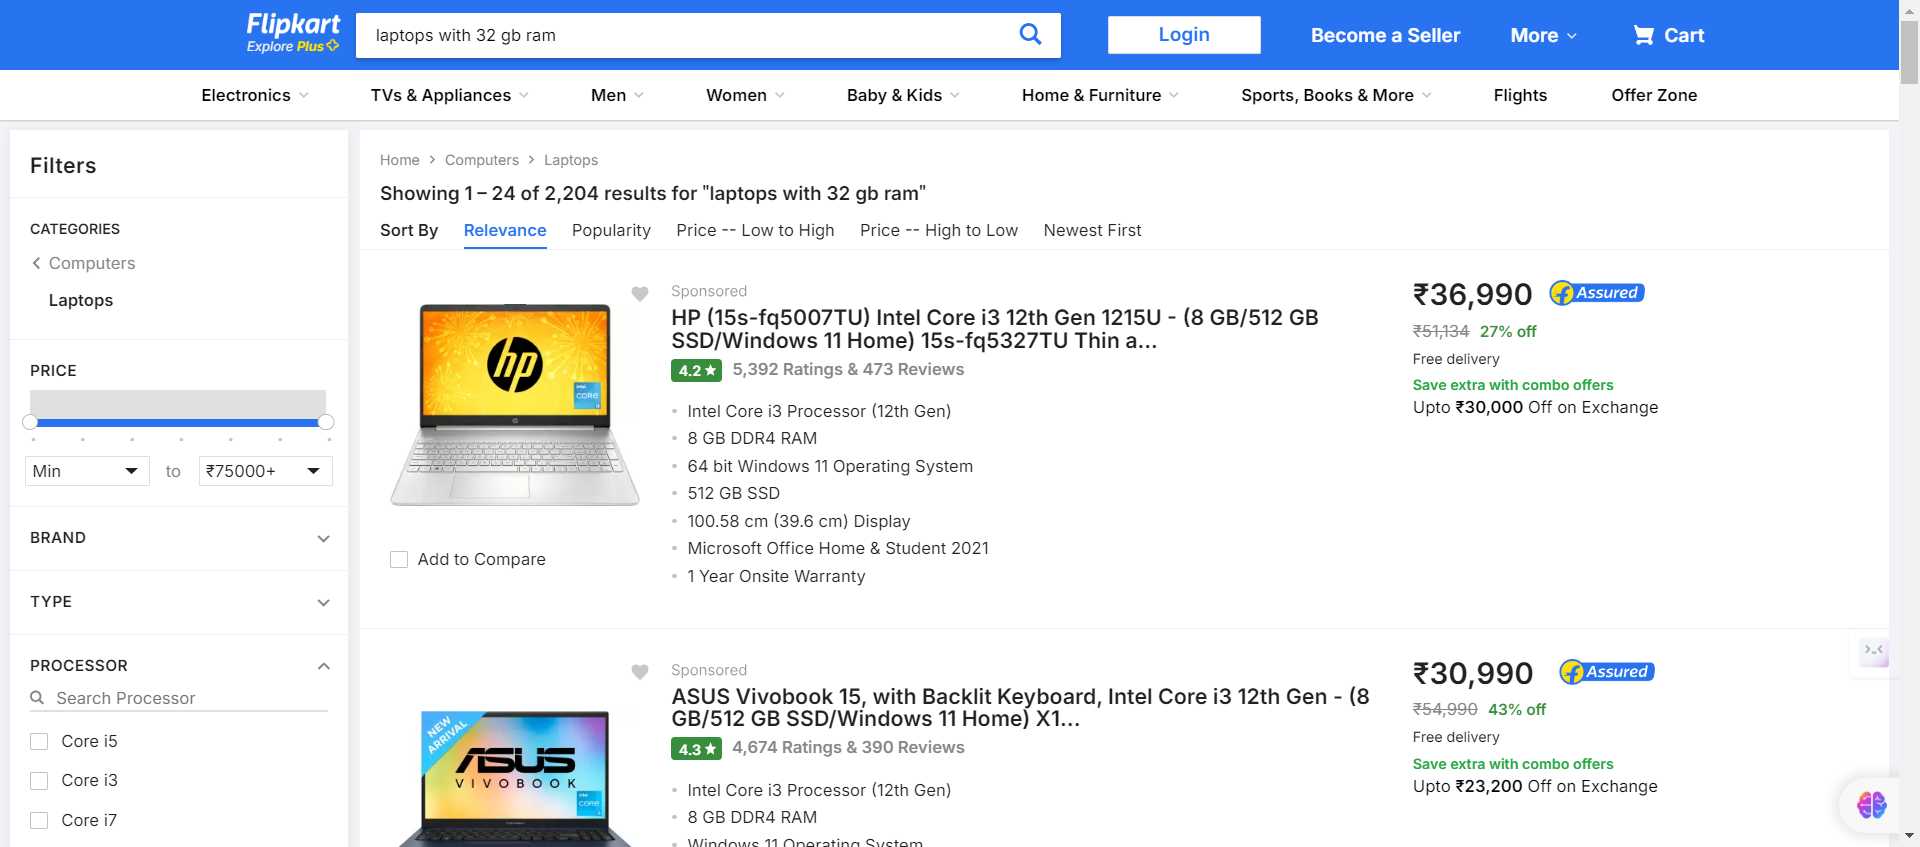 Flipkart
Explore Plus
laptops with 32 gb ram
Login
Become a Seller
More
Cart
Electronics
TVs & Appliances
Men
Women
Baby & Kids
Home & Furniture
Sports, Books & More
Flights
Offer Zone
Filters
CATEGORIES
Computers
Laptops
PRICE
Min
to
₹75000+
BRAND
TYPE
PROCESSOR
Search Processor
Core i5
Core i3
Core i7
Home > Computers > Laptops
Showing 1 – 24 of 2,204 results for "laptops with 32 gb ram"
Sort By
Relevance
Popularity
Price -- Low to High
Price -- High to Low
Newest First
hp
intel
CORE
Add to Compare
Sponsored
HP (15s-fq5007TU) Intel Core i3 12th Gen 1215U - (8 GB/512 GB
SSD/Windows 11 Home) 15s-fq5327TU Thin a...
4.2 ★
5,392 Ratings & 473 Reviews
Intel Core i3 Processor (12th Gen)
8 GB DDR4 RAM
64 bit Windows 11 Operating System
512 GB SSD
100.58 cm (39.6 cm) Display
Microsoft Office Home & Student 2021
1 Year Onsite Warranty
₹36,990
Assured
₹51,134 27% off
Free delivery
Save extra with combo offers
Upto ₹30,000 Off on Exchange
NEW
ARRIVAL
ASUS
VIVOBOOK
intel
CORE
Sponsored
ASUS Vivobook 15, with Backlit Keyboard, Intel Core i3 12th Gen - (8
GB/512 GB SSD/Windows 11 Home) X1...
4.3 ★
4,674 Ratings & 390 Reviews
Intel Core i3 Processor (12th Gen)
8 GB DDR4 RAM
Windows 11 Operating System
₹30,990
Assured
₹54,990 43% off
Free delivery
Save extra with combo offers
Upto ₹23,200 Off on Exchange